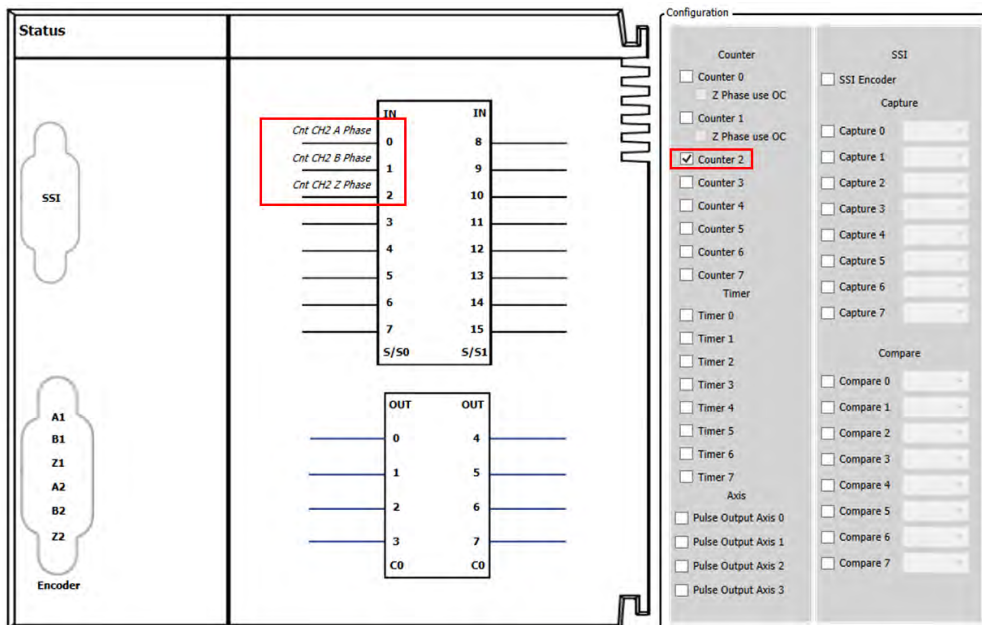 Status
SSI
A1
B1
Z1
A2
B2
Z2
Encoder
IN IN
Cnt CH2 A Phase
0 8
Cnt CH2 B Phase
1 9
Cnt CH2 Z Phase
2 10
3 11
4 12
5 13
6 14
7 15
S/S0 S/S1
OUT OUT
0 4
1 5
2 6
3 7
C0 C0
Configuration
Counter
Counter 0
Z Phase use OC
Counter 1
Z Phase use OC
Counter 2
Counter 3
Counter 4
Counter 5
Counter 6
Counter 7
Timer
Timer 0
Timer 1
Timer 2
Timer 3
Timer 4
Timer 5
Timer 6
Timer 7
Axis
Pulse Output Axis 0
Pulse Output Axis 1
Pulse Output Axis 2
Pulse Output Axis 3
SSI
SSI Encoder
Capture
Capture 0
Capture 1
Capture 2
Capture 3
Capture 4
Capture 5
Capture 6
Capture 7
Compare
Compare 0
Compare 1
Compare 2
Compare 3
Compare 4
Compare 5
Compare 6
Compare 7